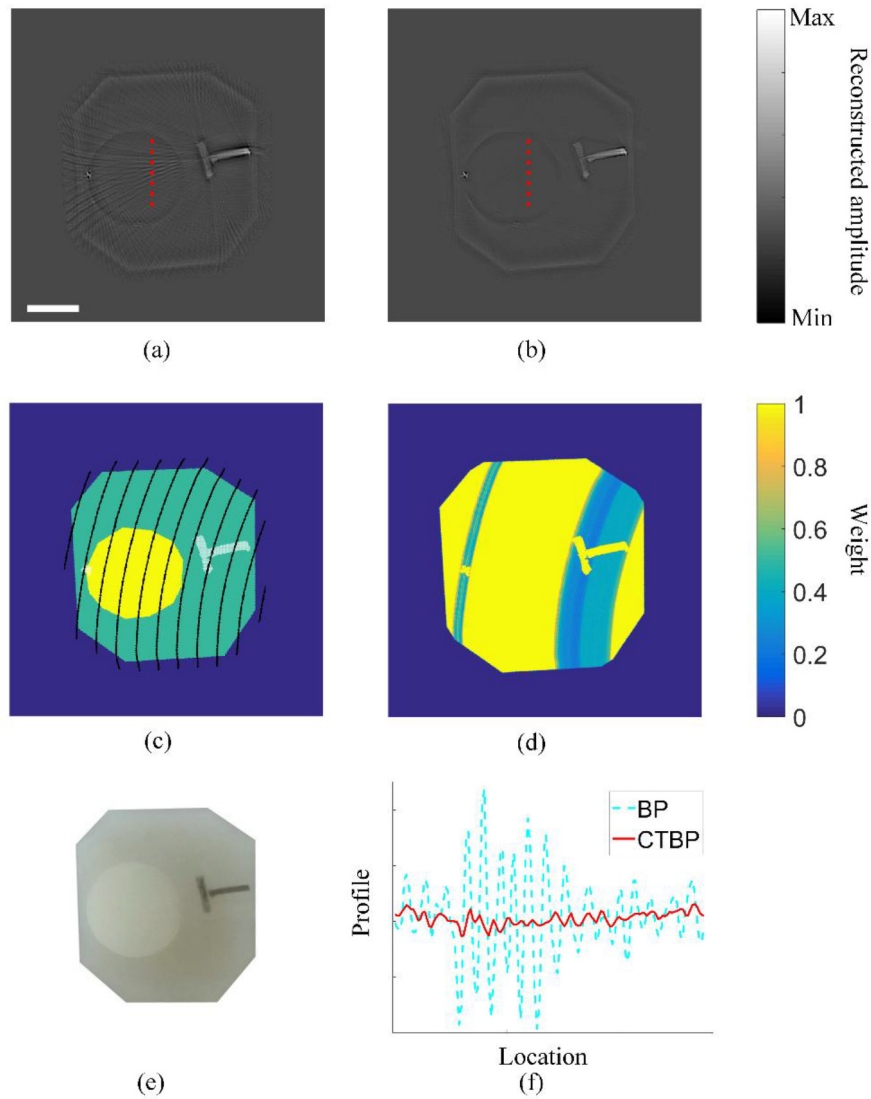 Max
Reconstructed amplitude
Min
(a)
(b)
1
0.8
0.6
0.4
0.2
0
Weight
(c)
(d)
BP
CTBP
Profile
Location
(e)
(f)